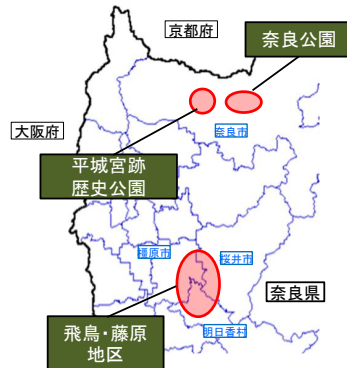 京都府
奈良公園
大阪府
奈良市
平城宮跡
歴史公園
橿原市
桜井市
奈良県
飛鳥・藤原
地区
明日香村